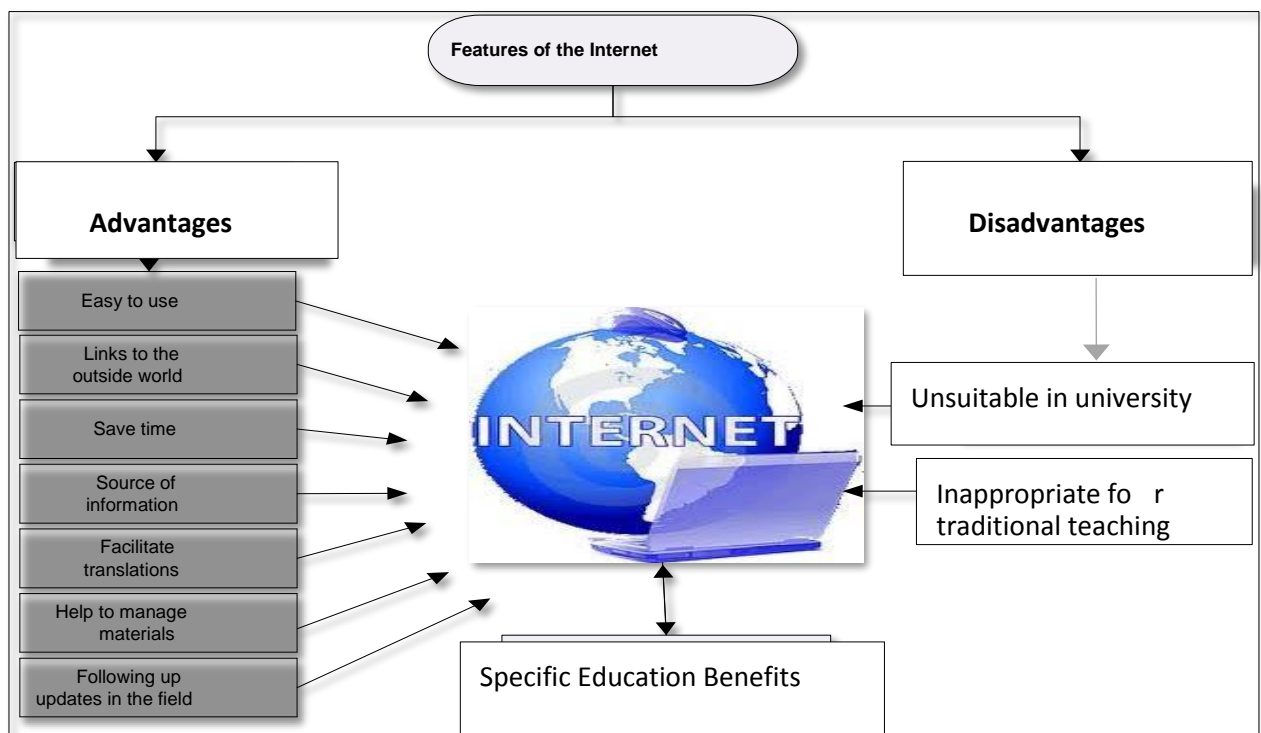 Features of the Internet
Advantages
Easy to use
Links to the
outside world
Save time
Source of
information
Facilitate
translations
Help to manage
materials
Following up
updates in the field
INTERNET
Specific Education Benefits
Disadvantages
Unsuitable in university
Inappropriate fo r
traditional teaching